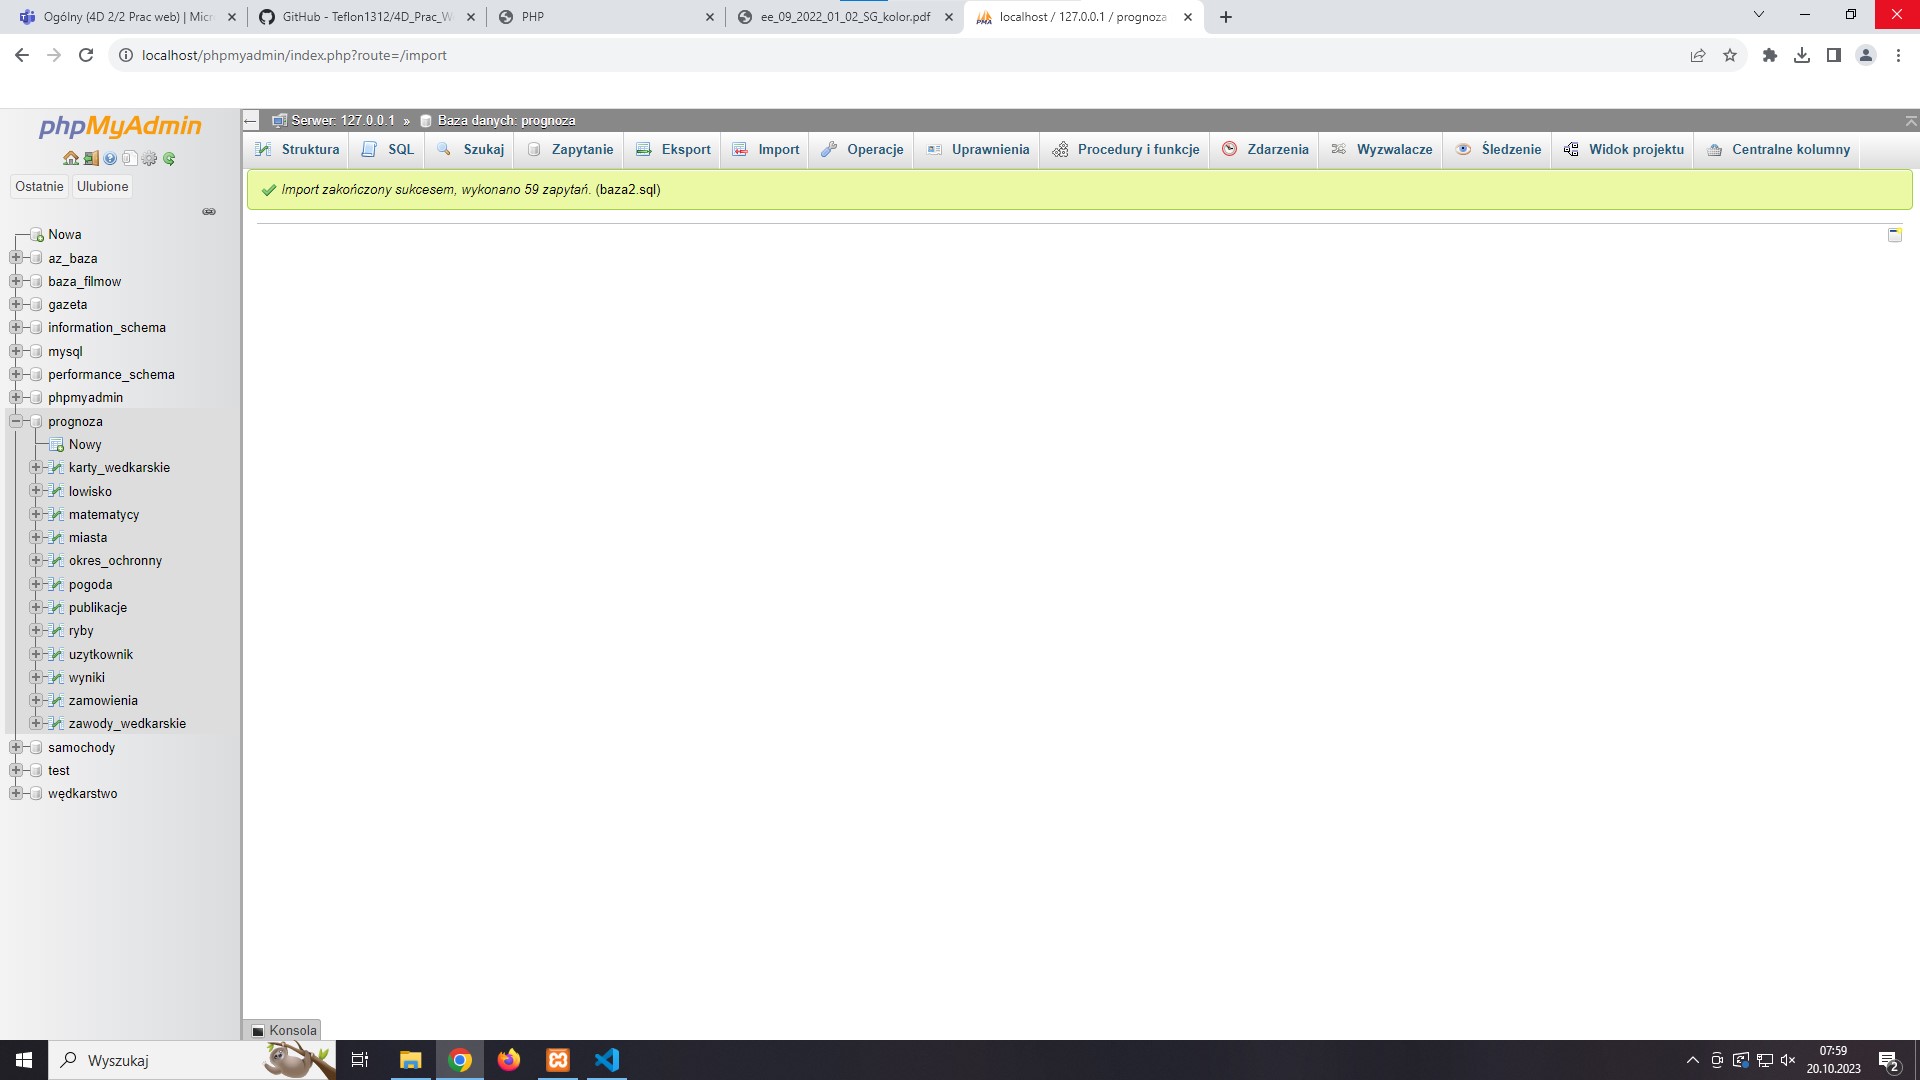 Ogólny (4D 2/2 Prac web) | Micr
GitHub - Teflon1312/4D_Prac_W
PHP
ee_09_2022_01_02_SG_kolor.pdf
localhost / 127.0.0.1 / prognoza
localhost/phpmyadmin/index.php?route=/import
phpMyAdmin
Ostatnie
Ulubione
Nowa
az_baza
baza_filmow
gazeta
information_schema
mysql
performance_schema
phpmyadmin
prognoza
Nowy
karty_wedkarskie
lowisko
matematycy
miasta
okres_ochronny
pogoda
publikacje
ryby
uzytkownik
wyniki
zamowienia
zawody_wedkarskie
samochody
test
wędkarstwo
Serwer: 127.0.0.1 » Baza danych: prognoza
Struktura
SQL
Szukaj
Zapytanie
Eksport
Import
Operacje
Uprawnienia
Procedury i funkcje
Zdarzenia
Wyzwalacze
Śledzenie
Widok projektu
Centralne kolumny
Import zakończony sukcesem, wykonano 59 zapytań. (baza2.sql)
Konsola
Wyszukaj
07:59
20.10.2023
2